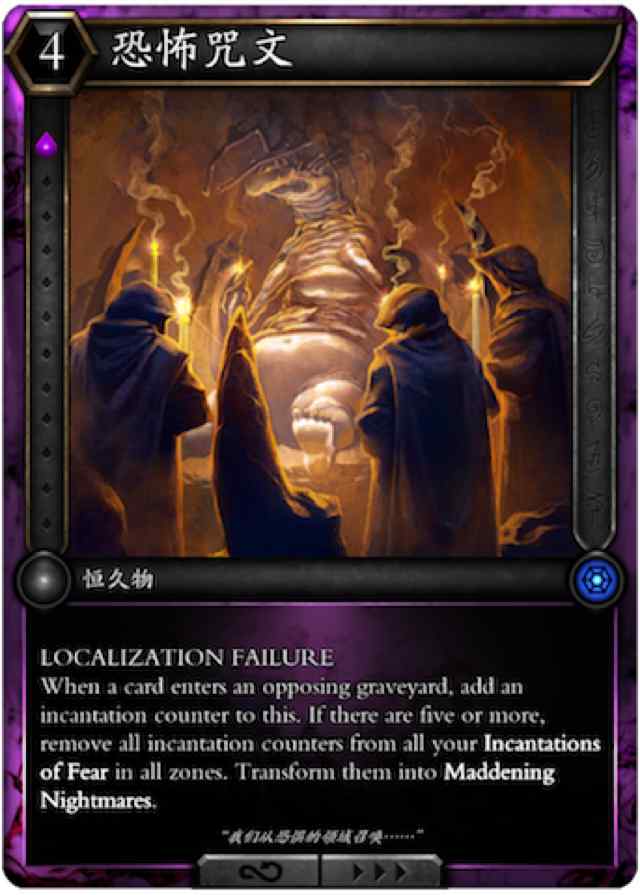 4
恐怖咒文
恒久物
LOCALIZATION FAILURE
When a card enters an opposing graveyard, add an
incantation counter to this. If there are five or more,
remove all incantation counters from all your Incantations
of Fear in all zones. Transform them into Maddening
Nightmares.
“我们从恐惧的领域召唤……”